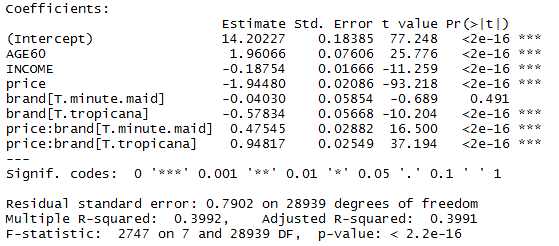 Coefficients:
Estimate Std. Error t value Pr(>|t|)
(Intercept) 14.20227 0.18385 77.248 <2e-16 ***
AGE60 1.96066 0.07606 25.776 <2e-16 ***
INCOME -0.18754 0.01666 -11.259 <2e-16 ***
price -1.94480 0.02086 -93.218 <2e-16 ***
brand[T.minute.maid] -0.04030 0.05854 -0.689 0.491
brand[T.tropicana] -0.57834 0.05668 -10.204 <2e-16 ***
price:brand[T.minute.maid] 0.47545 0.02882 16.500 <2e-16 ***
price:brand[T.tropicana] 0.94817 0.02549 37.194 <2e-16 ***
---
Signif. codes: 0 '***' 0.001 '**' 0.01 '*' 0.05 '.' 0.1 ' ' 1
Residual standard error: 0.7902 on 28939 degrees of freedom
Multiple R-squared: 0.3992, Adjusted R-squared: 0.3991
F-statistic: 2747 on 7 and 28939 DF, p-value: < 2.2e-16